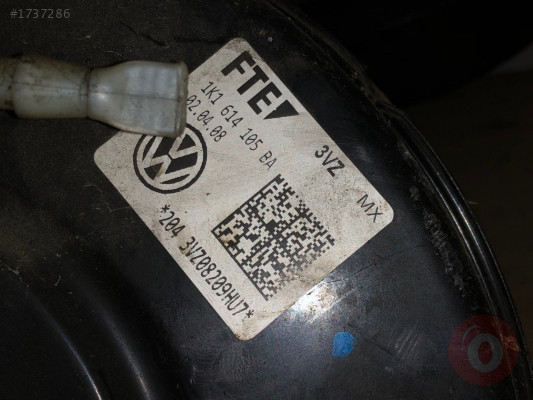 #1737286
FTE
1K1 614 105 BA
02.04.08
3VZ
MX
*204 3VZ08209HU7*